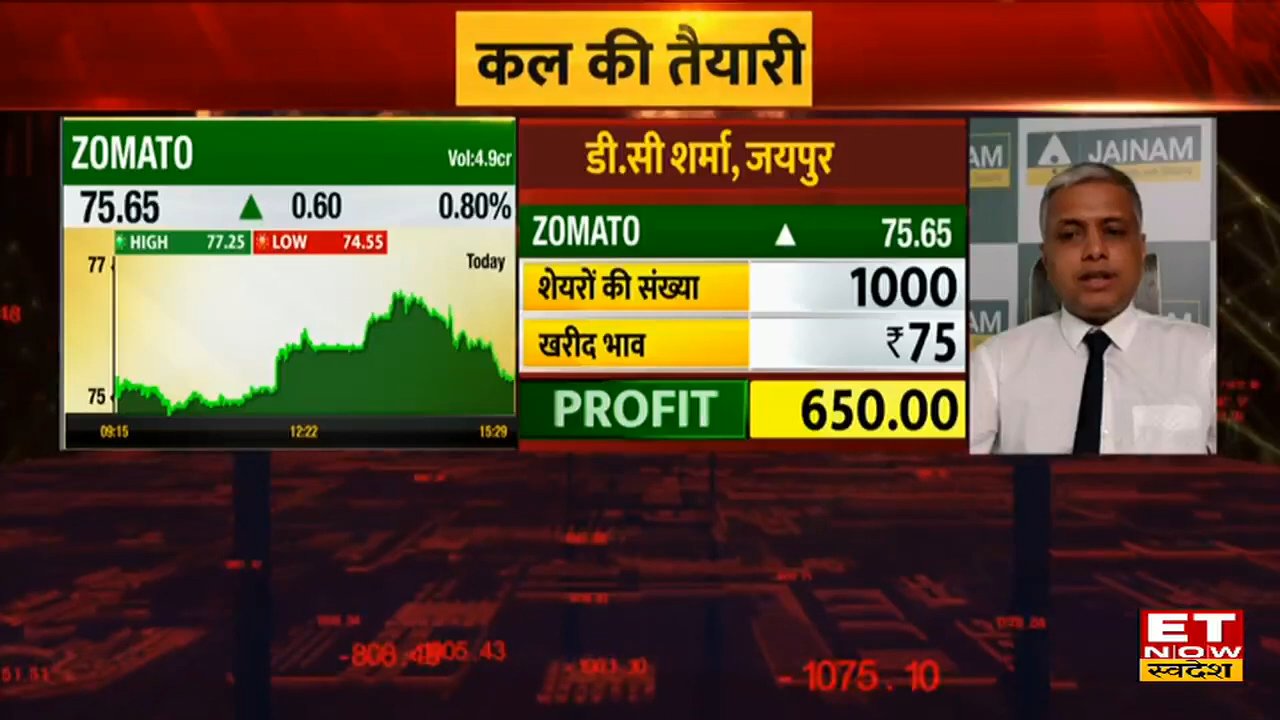 कल की तैयारी
ZOMATO
Vol:4.9cr
75.65 ▲ 0.60 0.80%
HIGH 77.25 LOW 74.55
Today
77
75
09:15 12:22 15:29
डी.सी शर्मा, जयपुर
ZOMATO ▲ 75.65
शेयरों की संख्या 1000
खरीद भाव ₹75
PROFIT 650.00
AM
JAINAM
AM
-1075.10
ET
NOW
स्वदेश